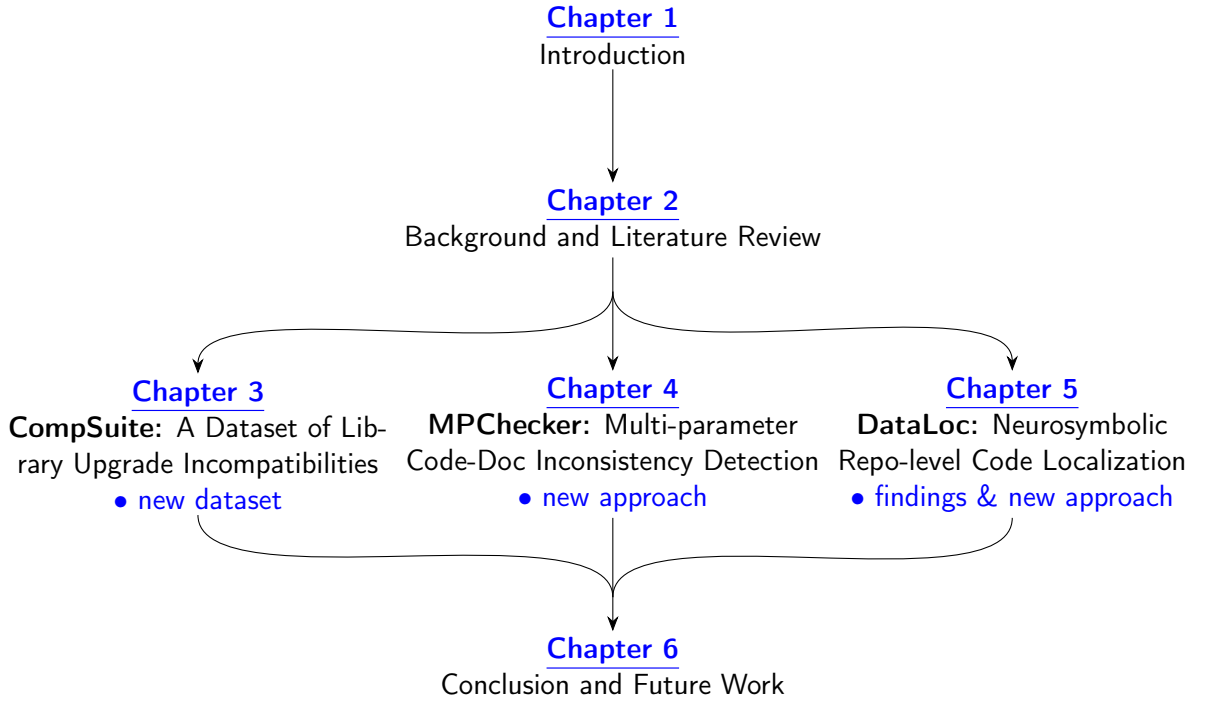 Chapter 1
Introduction
Chapter 2
Background and Literature Review
Chapter 3
CompSuite: A Dataset of Lib-
rary Upgrade Incompatibilities
• new dataset
Chapter 4
MPChecker: Multi-parameter
Code-Doc Inconsistency Detection
• new approach
Chapter 5
DataLoc: Neurosymbolic
Repo-level Code Localization
• findings & new approach
Chapter 6
Conclusion and Future Work